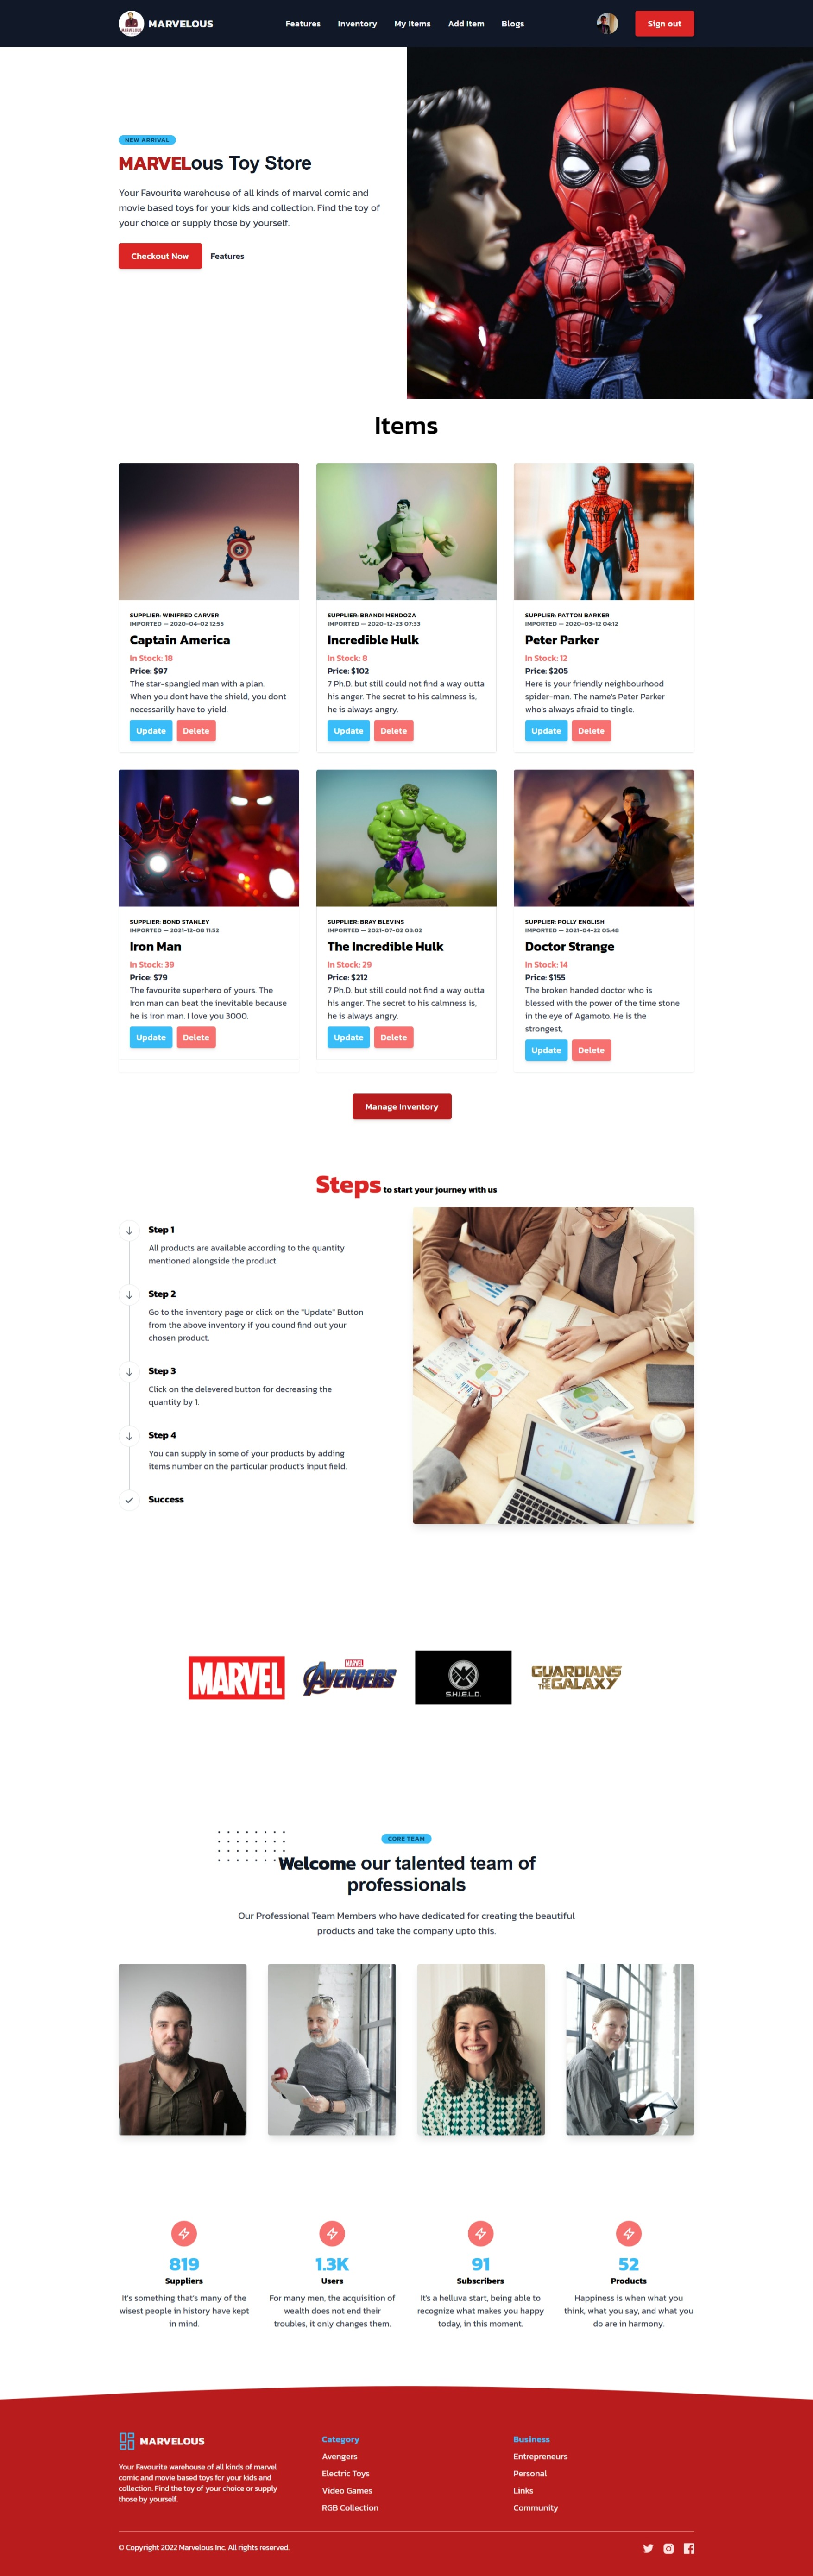 MARVELOUS
Features Inventory My Items Add Item Blogs
Sign out
NEW ARRIVAL
MARVELous Toy Store
Your Favourite warehouse of all kinds of marvel comic and
movie based toys for your kids and collection. Find the toy of
your choice or supply those by yourself.
Checkout Now Features
Items
SUPPLIER: WINIFRED CARVER
IMPORTED — 2020-04-02 12:55
Captain America
In Stock: 18
Price: $97
The star-spangled man with a plan.
When you dont have the shield, you dont
necessarilly have to yield.
Update Delete
SUPPLIER: BRANDI MENDOZA
IMPORTED — 2020-12-23 07:33
Incredible Hulk
In Stock: 8
Price: $102
7 Ph.D. but still could not find a way outta
his anger. The secret to his calmness is,
he is always angry.
Update Delete
SUPPLIER: PATTON BARKER
IMPORTED — 2020-03-12 04:12
Peter Parker
In Stock: 12
Price: $205
Here is your friendly neighbourhood
spider-man. The name's Peter Parker
who's always afraid to tingle.
Update Delete
SUPPLIER: BOND STANLEY
IMPORTED — 2021-12-08 11:52
Iron Man
In Stock: 39
Price: $79
The favourite superhero of yours. The
Iron man can beat the inevitable because
he is iron man. I love you 3000.
Update Delete
SUPPLIER: BRAY BLEVINS
IMPORTED — 2021-07-02 03:02
The Incredible Hulk
In Stock: 29
Price: $212
7 Ph.D. but still could not find a way outta
his anger. The secret to his calmness is,
he is always angry.
Update Delete
SUPPLIER: POLLY ENGLISH
IMPORTED — 2021-04-22 05:48
Doctor Strange
In Stock: 14
Price: $155
The broken handed doctor who is
blessed with the power of the time stone
in the eye of Agamoto. He is the
strongest,
Update Delete
Manage Inventory
Steps to start your journey with us
Step 1
All products are available according to the quantity
mentioned alongside the product.
Step 2
Go to the inventory page or click on the "Update" Button
from the above inventory if you cound find out your
chosen product.
Step 3
Click on the delevered button for decreasing the
quantity by 1.
Step 4
You can supply in some of your products by adding
items number on the particular product's input field.
Success
MARVEL
MARVEL
AVENGERS
S.H.I.E.L.D.
GUARDIANS
OF THE GALAXY
CORE TEAM
Welcome our talented team of
professionals
Our Professional Team Members who have dedicated for creating the beautiful
products and take the company upto this.
819
Suppliers
It's something that's many of the
wisest people in history have kept
in mind.
1.3K
Users
For many men, the acquisition of
wealth does not end their
troubles, it only changes them.
91
Subscribers
It's a helluva start, being able to
recognize what makes you happy
today, in this moment.
52
Products
Happiness is when what you
think, what you say, and what you
do are in harmony.
MARVELOUS
Your Favourite warehouse of all kinds of marvel
comic and movie based toys for your kids and
collection. Find the toy of your choice or supply
those by yourself.
Category
Avengers
Electric Toys
Video Games
RGB Collection
Business
Entrepreneurs
Personal
Links
Community
© Copyright 2022 Marvelous Inc. All rights reserved.